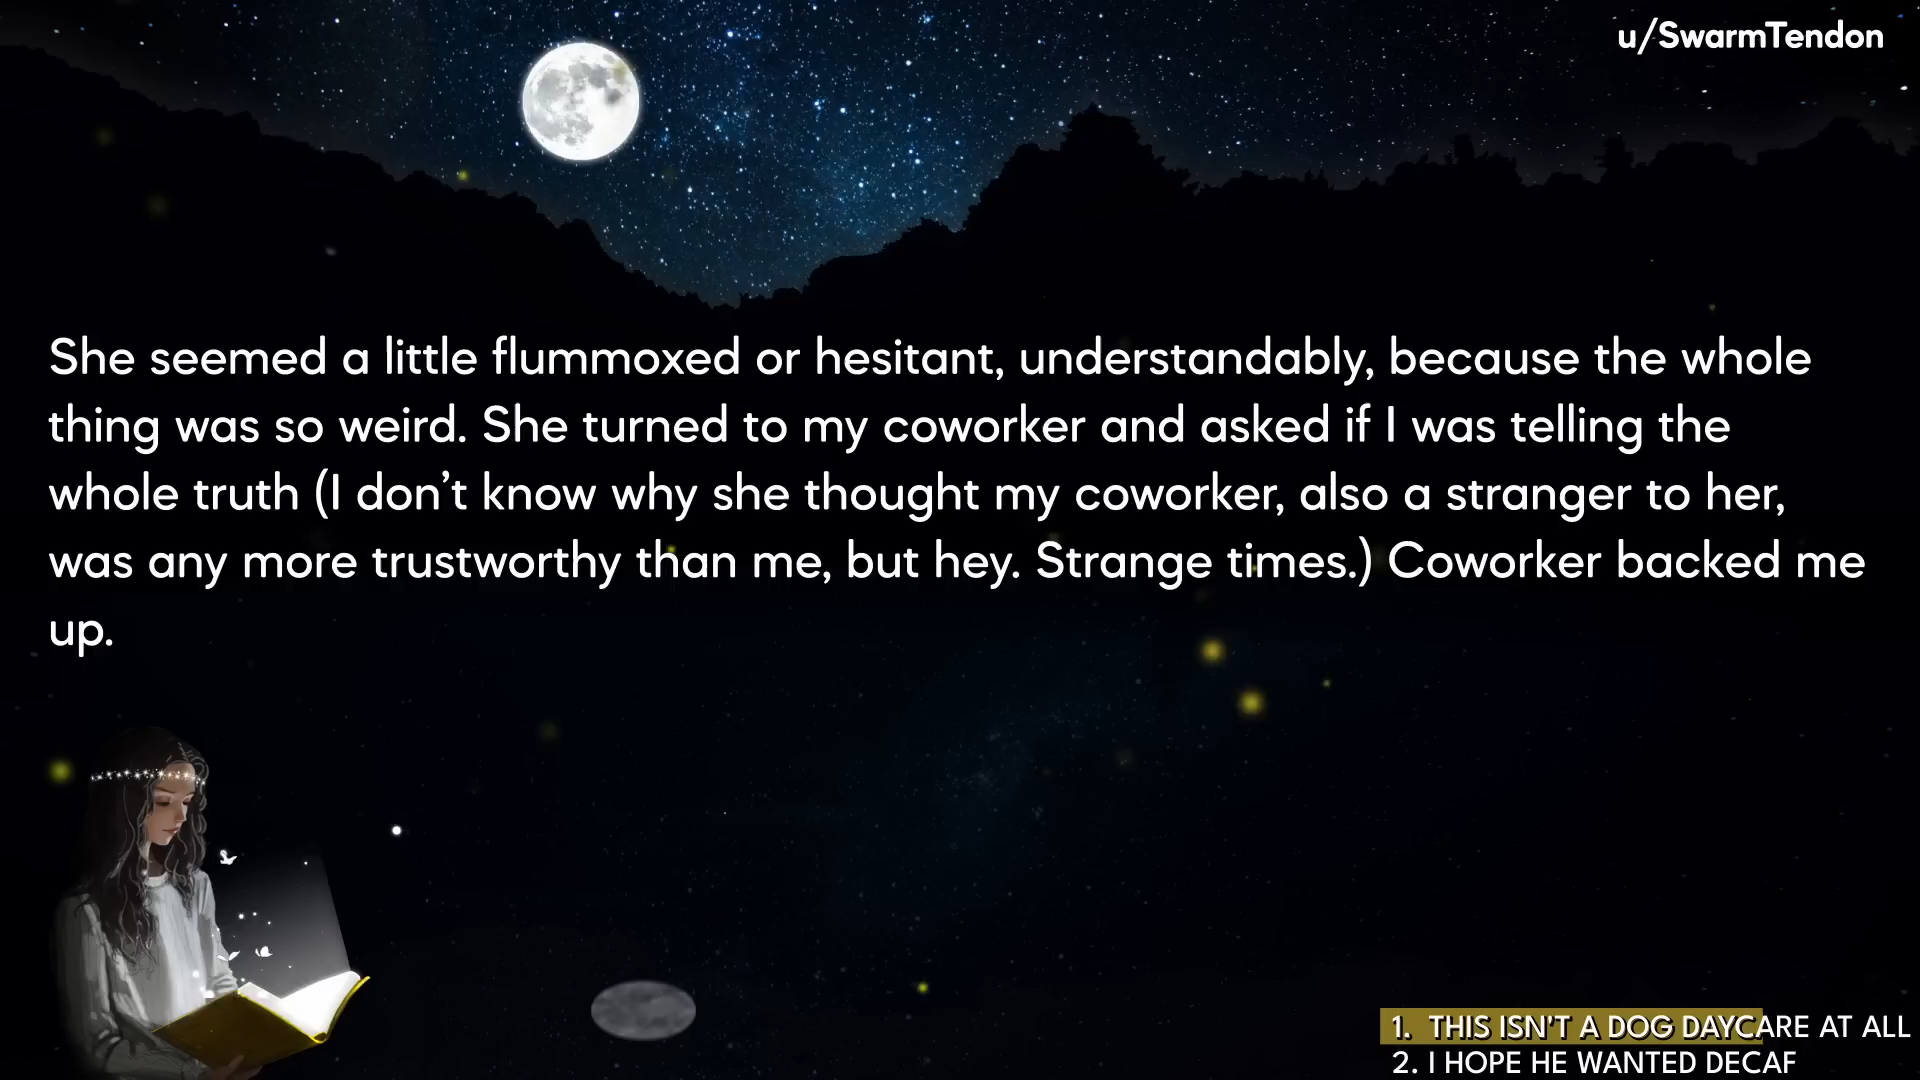 u/SwarmTendon
She seemed a little flummoxed or hesitant, understandably, because the whole
thing was so weird. She turned to my coworker and asked if I was telling the
whole truth (I don’t know why she thought my coworker, also a stranger to her,
was any more trustworthy than me, but hey. Strange times.) Coworker backed me
up.
1. THIS ISN'T A DOG DAYCARE AT ALL
2. I HOPE HE WANTED DECAF